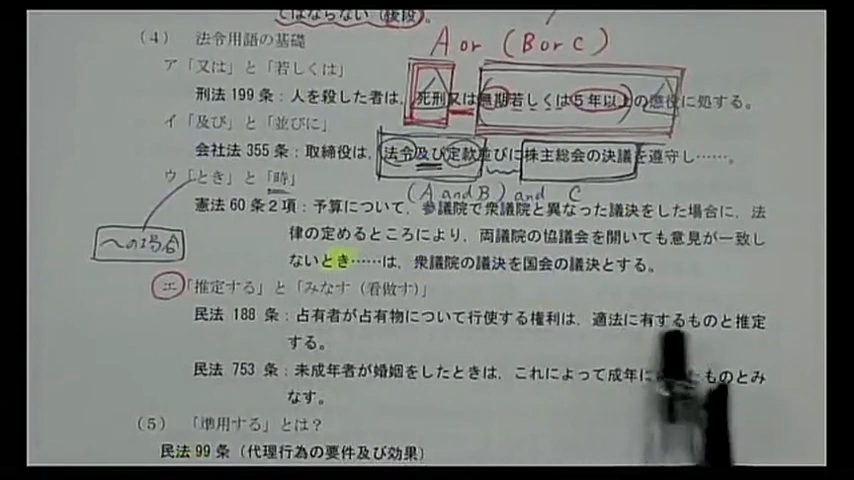 てはならない(後段)。
(4) 法令用語の基礎
A or (B or C)
ア「又は」と「若しくは」
刑法 199 条:人を殺した者は,死刑又は無期若しくは5年以上の懲役に処する。
イ「及び」と「並びに」
会社法 355 条:取締役は,法令及び定款並びに株主総会の決議を遵守し……。
ウ「とき」と「時」
(A and B) and C
憲法 60 条2項:予算について,参議院で衆議院と異なった議決をした場合に,法
律の定めるところにより,両議院の協議会を開いても意見が一致し
への場合
ないとき……は,衆議院の議決を国会の議決とする。
エ「推定する」と「みなす(看做す)」
民法 188 条:占有者が占有物について行使する権利は,適法に有するものと推定
する。
民法 753 条:未成年者が婚姻をしたときは,これによって成年に ものとみ
なす。
(5) 「準用する」とは?
民法 99 条(代理行為の要件及び効果)